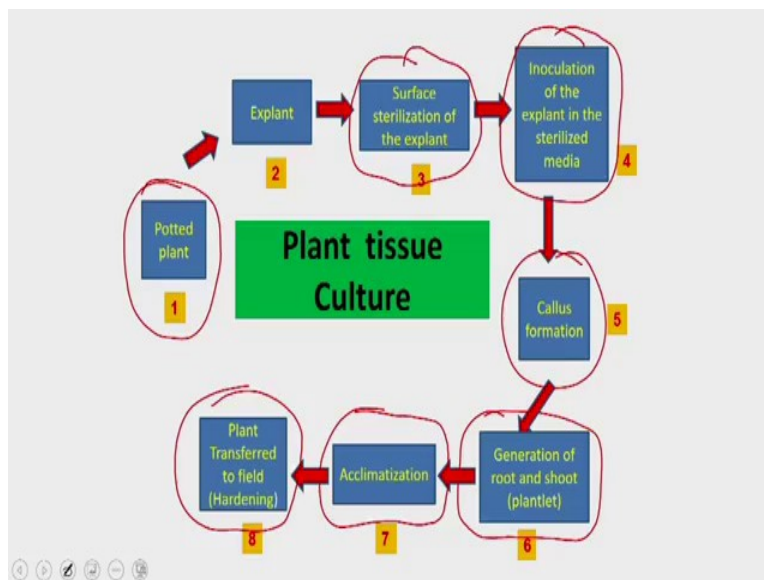 Plant tissue
Culture
Potted
plant
1
Explant
2
Surface
sterilization of
the explant
3
Inoculation
of the
explant in the
sterilized
media
4
Callus
formation
5
Generation of
root and shoot
(plantlet)
6
Acclimatization
7
Plant
Transferred
to field
(Hardening)
8